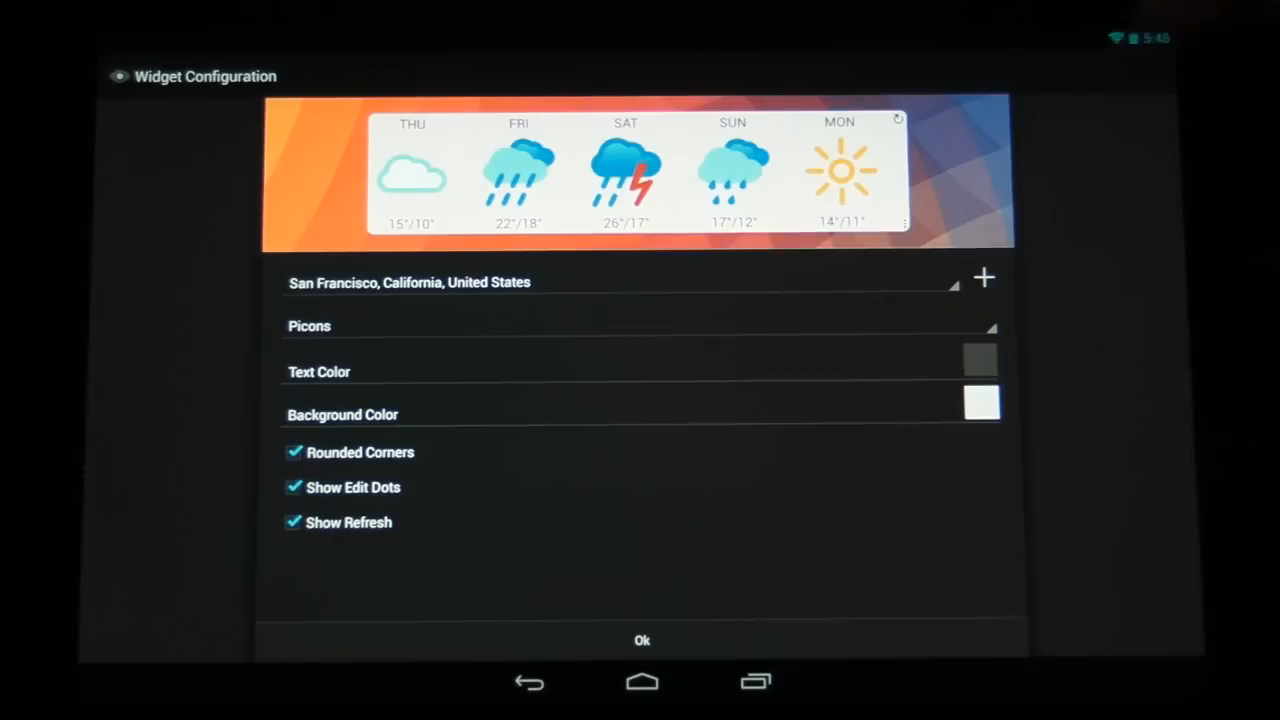 5:45
Widget Configuration
THU FRI SAT SUN MON
15°/10° 22°/18° 26°/17° 17°/12° 14°/11°
San Francisco, California, United States
Picons
Text Color
Background Color
Rounded Corners
Show Edit Dots
Show Refresh
Ok